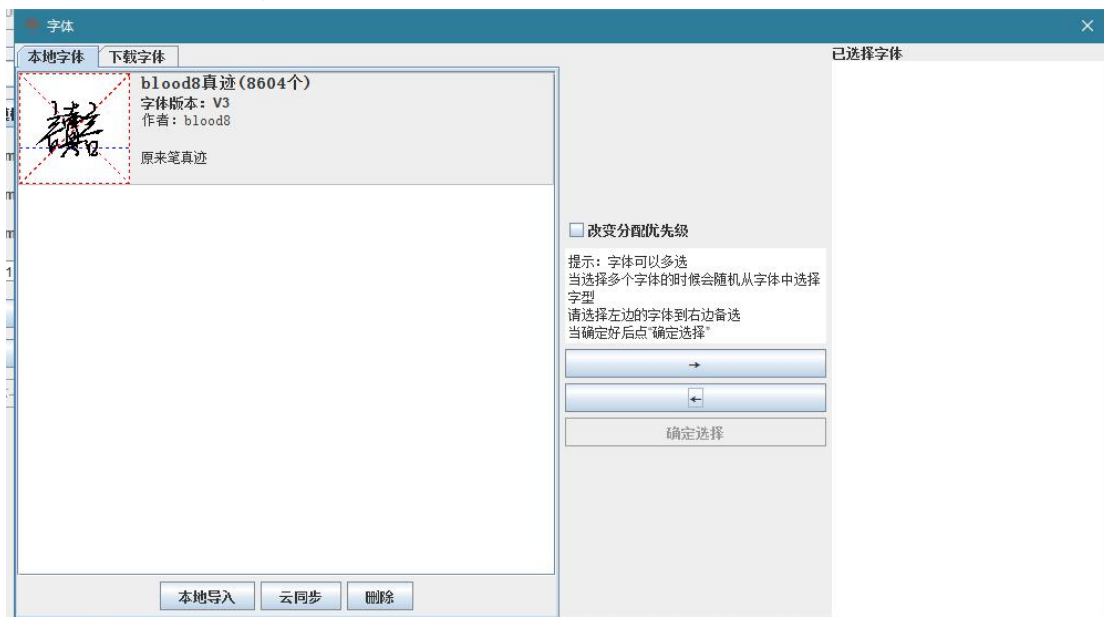 字体
本地字体
下载字体
已选择字体
blood8真迹(8604个)
字体版本：V3
作者：blood8
原来笔真迹
改变分配优先级
提示：字体可以多选
当选择多个字体的时候会随机从字体中选择
字型
请选择左边的字体到右边备选
当确定好后点"确定选择"
→
←
确定选择
本地导入
云同步
删除